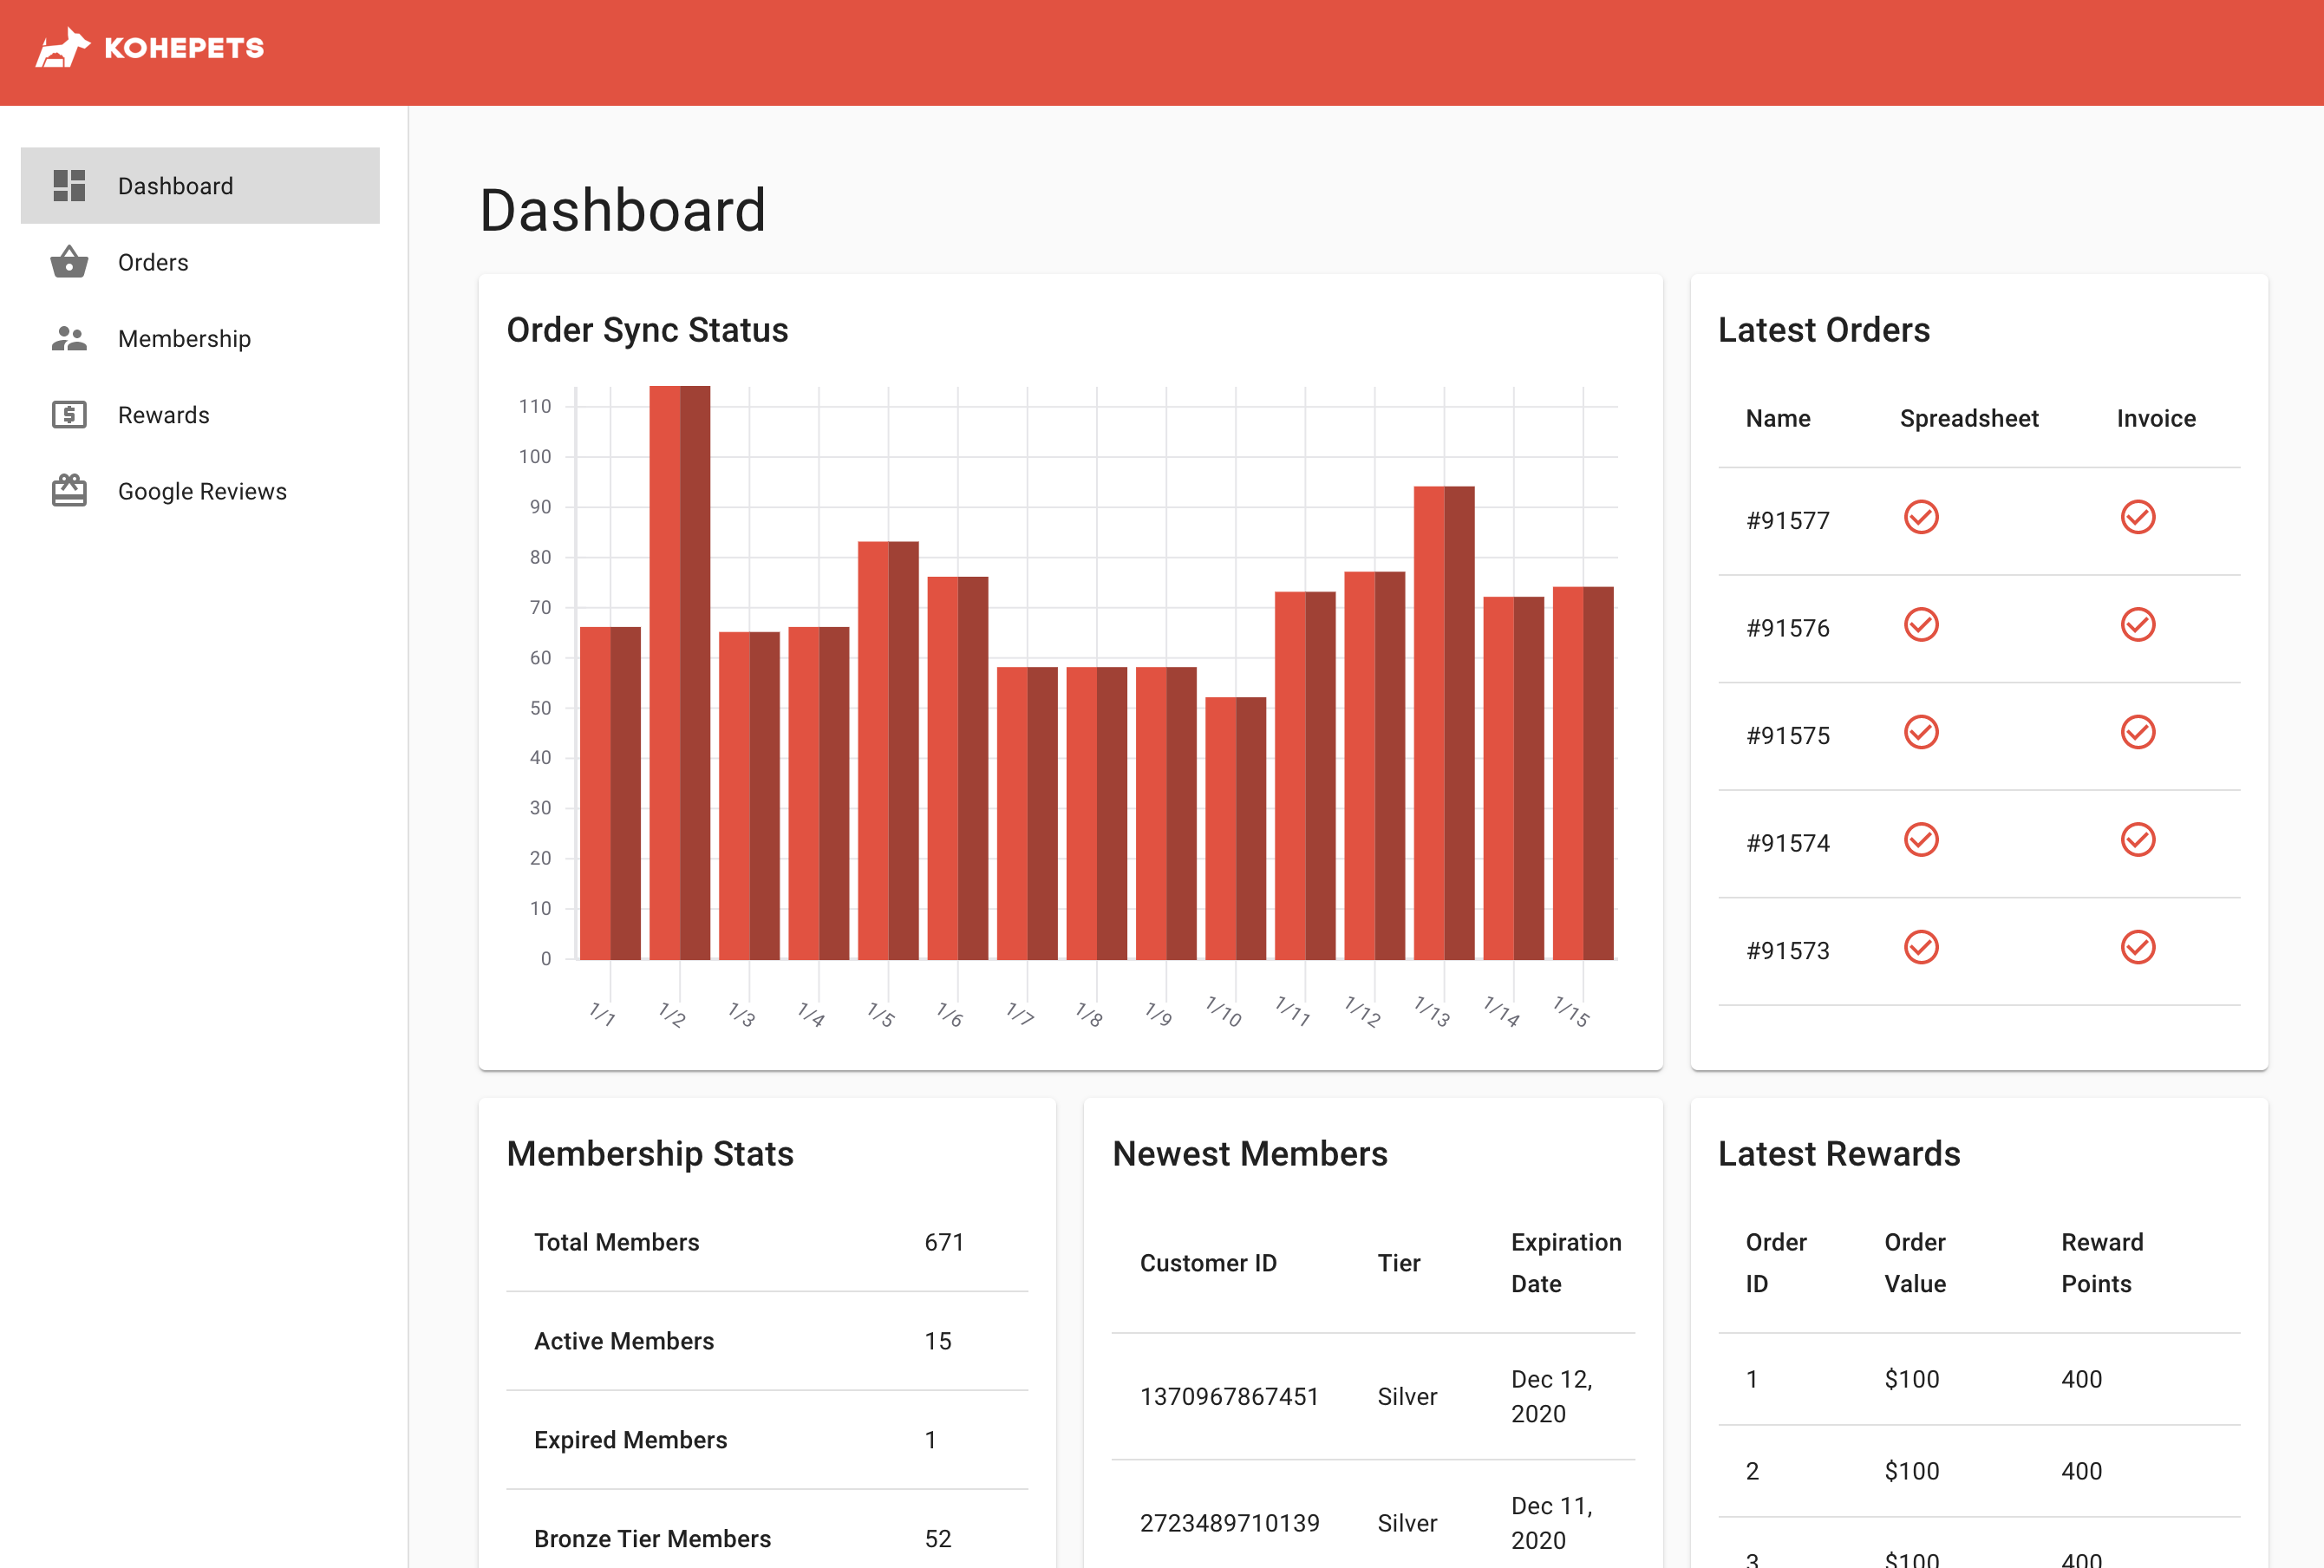 KOHEPETS
Dashboard
Orders
Membership
Rewards
Google Reviews
Dashboard
Order Sync Status
110
100
90
80
70
60
50
40
30
20
10
0
1/1 1/2 1/3 1/4 1/5 1/6 1/7 1/8 1/9 1/10 1/11 1/12 1/13 1/14 1/15
Latest Orders
Name Spreadsheet Invoice
#91577
#91576
#91575
#91574
#91573
Membership Stats
Total Members 671
Active Members 15
Expired Members 1
Bronze Tier Members 52
Newest Members
Customer ID Tier Expiration
Date
1370967867451 Silver Dec 12,
2020
2723489710139 Silver Dec 11,
2020
Latest Rewards
Order Order Reward
ID Value Points
1 $100 400
2 $100 400
3 $100 400